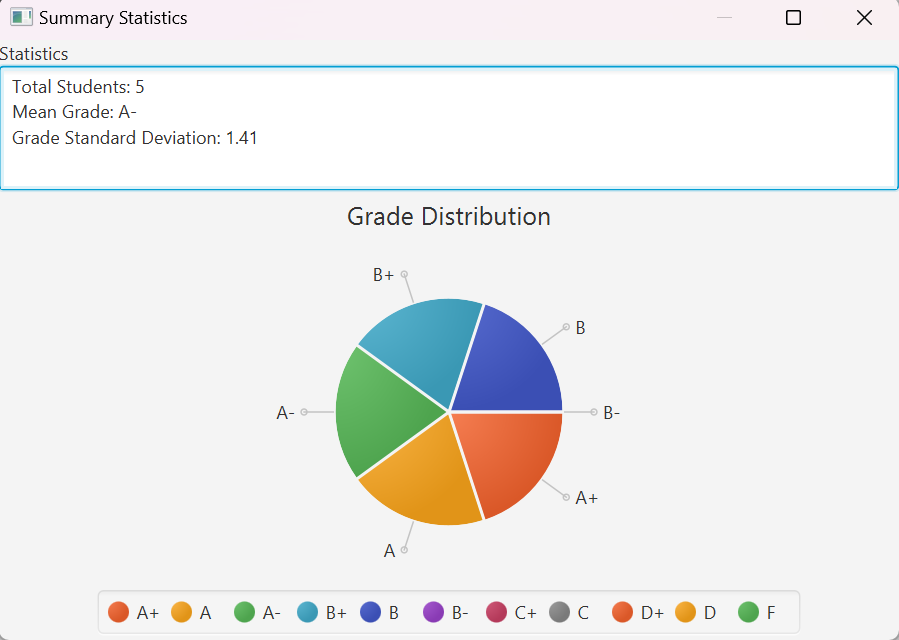 Summary Statistics
Statistics
Total Students: 5
Mean Grade: A-
Grade Standard Deviation: 1.41
Grade Distribution
B+
B
A-
B-
A+
A
A+ A A- B+ B B- C+ C D+ D F